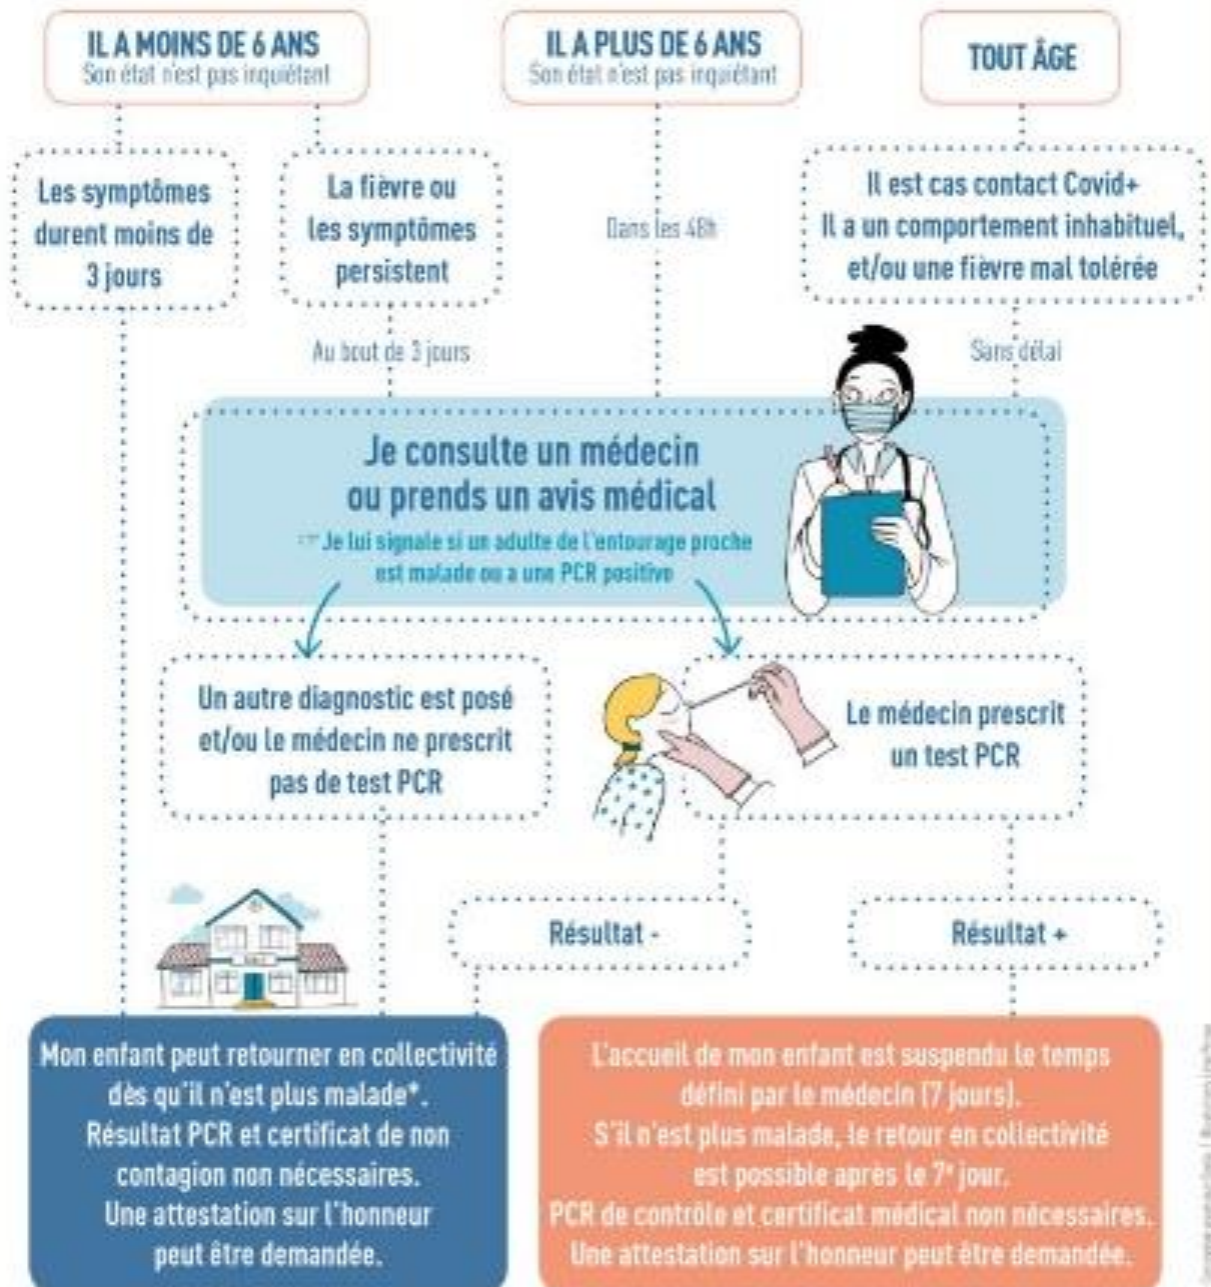 IL A MOINS DE 6 ANS
Son état n'est pas inquiétant
IL A PLUS DE 6 ANS
Son état n'est pas inquiétant
TOUT ÂGE
Les symptômes
durent moins de
3 jours
La fièvre ou
les symptômes
persistent
Dans les 48h
Il est cas contact Covid+
Il a un comportement inhabituel,
et/ou une fièvre mal tolérée
Au bout de 3 jours
Sans délai
Je consulte un médecin
ou prends un avis médical
☞ Je lui signale si un adulte de l'entourage proche
est malade ou a une PCR positive
Un autre diagnostic est posé
et/ou le médecin ne prescrit
pas de test PCR
Le médecin prescrit
un test PCR
Résultat -
Résultat +
Mon enfant peut retourner en collectivité
dès qu'il n'est plus malade*.
Résultat PCR et certificat de non
contagion non nécessaires.
Une attestation sur l'honneur
peut être demandée.
L'accueil de mon enfant est suspendu le temps
défini par le médecin (7 jours).
S'il n'est plus malade, le retour en collectivité
est possible après le 7e jour.
PCR de contrôle et certificat médical non nécessaires.
Une attestation sur l'honneur peut être demandée.